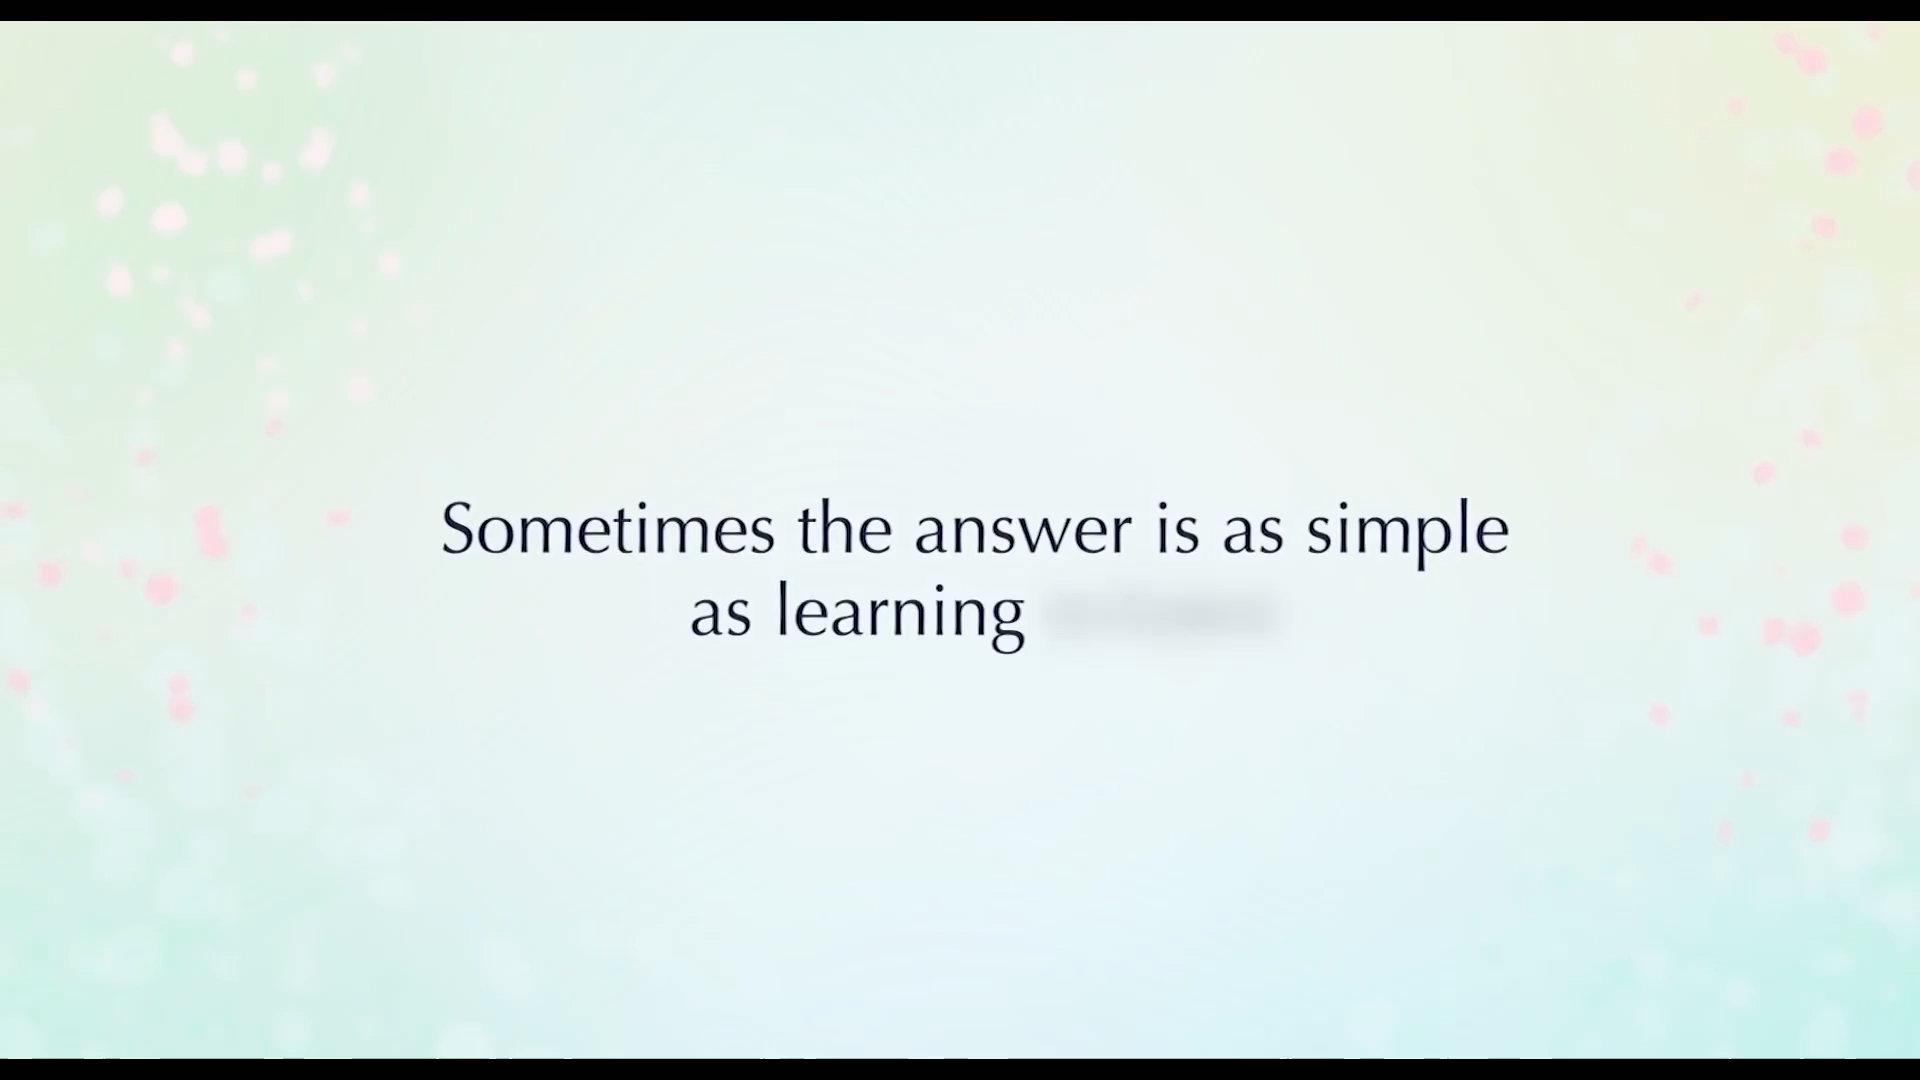 Sometimes the answer is as simple
as learning